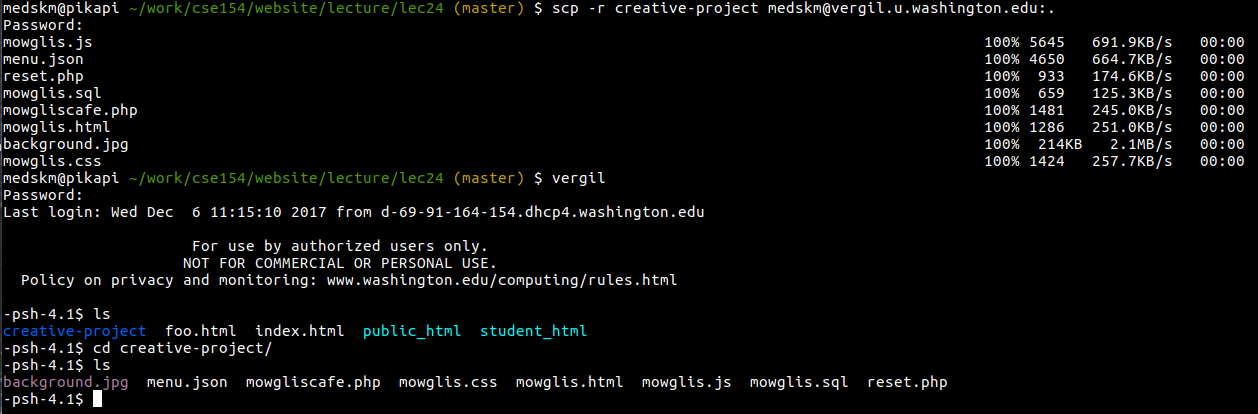 medskm@pikapi ~/work/cse154/website/lecture/lec24 (master) $ scp -r creative-project medskm@vergil.u.washington.edu:.
Password:
mowglis.js 100% 5645 691.9KB/s 00:00
menu.json 100% 4650 664.7KB/s 00:00
reset.php 100% 933 174.6KB/s 00:00
mowglis.sql 100% 659 125.3KB/s 00:00
mowgliscafe.php 100% 1481 245.0KB/s 00:00
mowglis.html 100% 1286 251.0KB/s 00:00
background.jpg 100% 214KB 2.1MB/s 00:00
mowglis.css 100% 1424 257.7KB/s 00:00
medskm@pikapi ~/work/cse154/website/lecture/lec24 (master) $ vergil
Password:
Last login: Wed Dec  6 11:15:10 2017 from d-69-91-164-154.dhcp4.washington.edu
For use by authorized users only.
NOT FOR COMMERCIAL OR PERSONAL USE.
Policy on privacy and monitoring: www.washington.edu/computing/rules.html
-psh-4.1$ ls
creative-project foo.html index.html public_html student_html
-psh-4.1$ cd creative-project/
-psh-4.1$ ls
background.jpg menu.json mowgliscafe.php mowglis.css mowglis.html mowglis.js mowglis.sql reset.php
-psh-4.1$